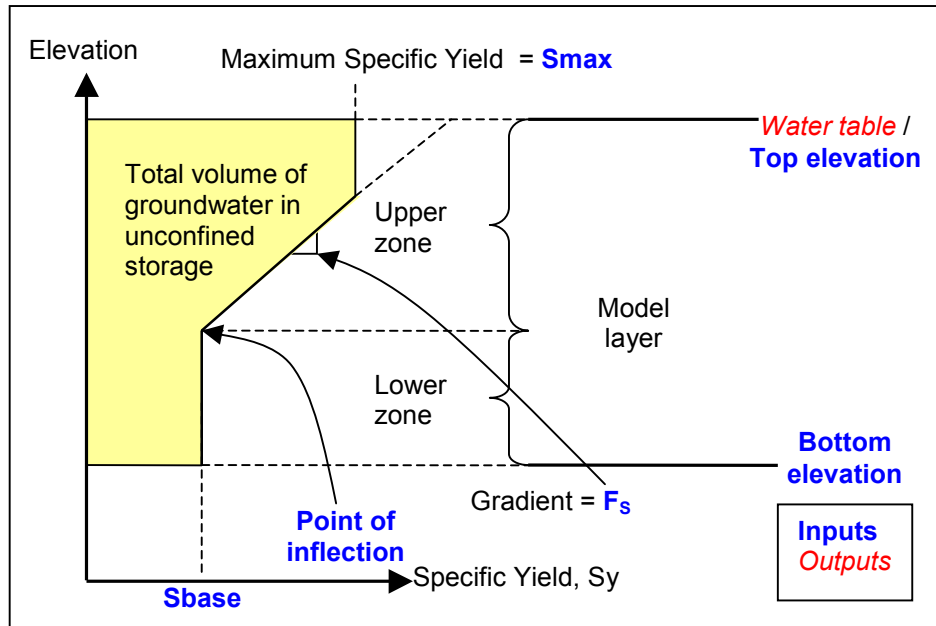 Elevation
Maximum Specific Yield = Smax
Water table /
Top elevation
Total volume of
groundwater in
unconfined
storage
Upper
zone
Model
layer
Lower
zone
Bottom
elevation
Gradient = FS
Point of
inflection
Inputs
Outputs
Specific Yield, Sy
Sbase